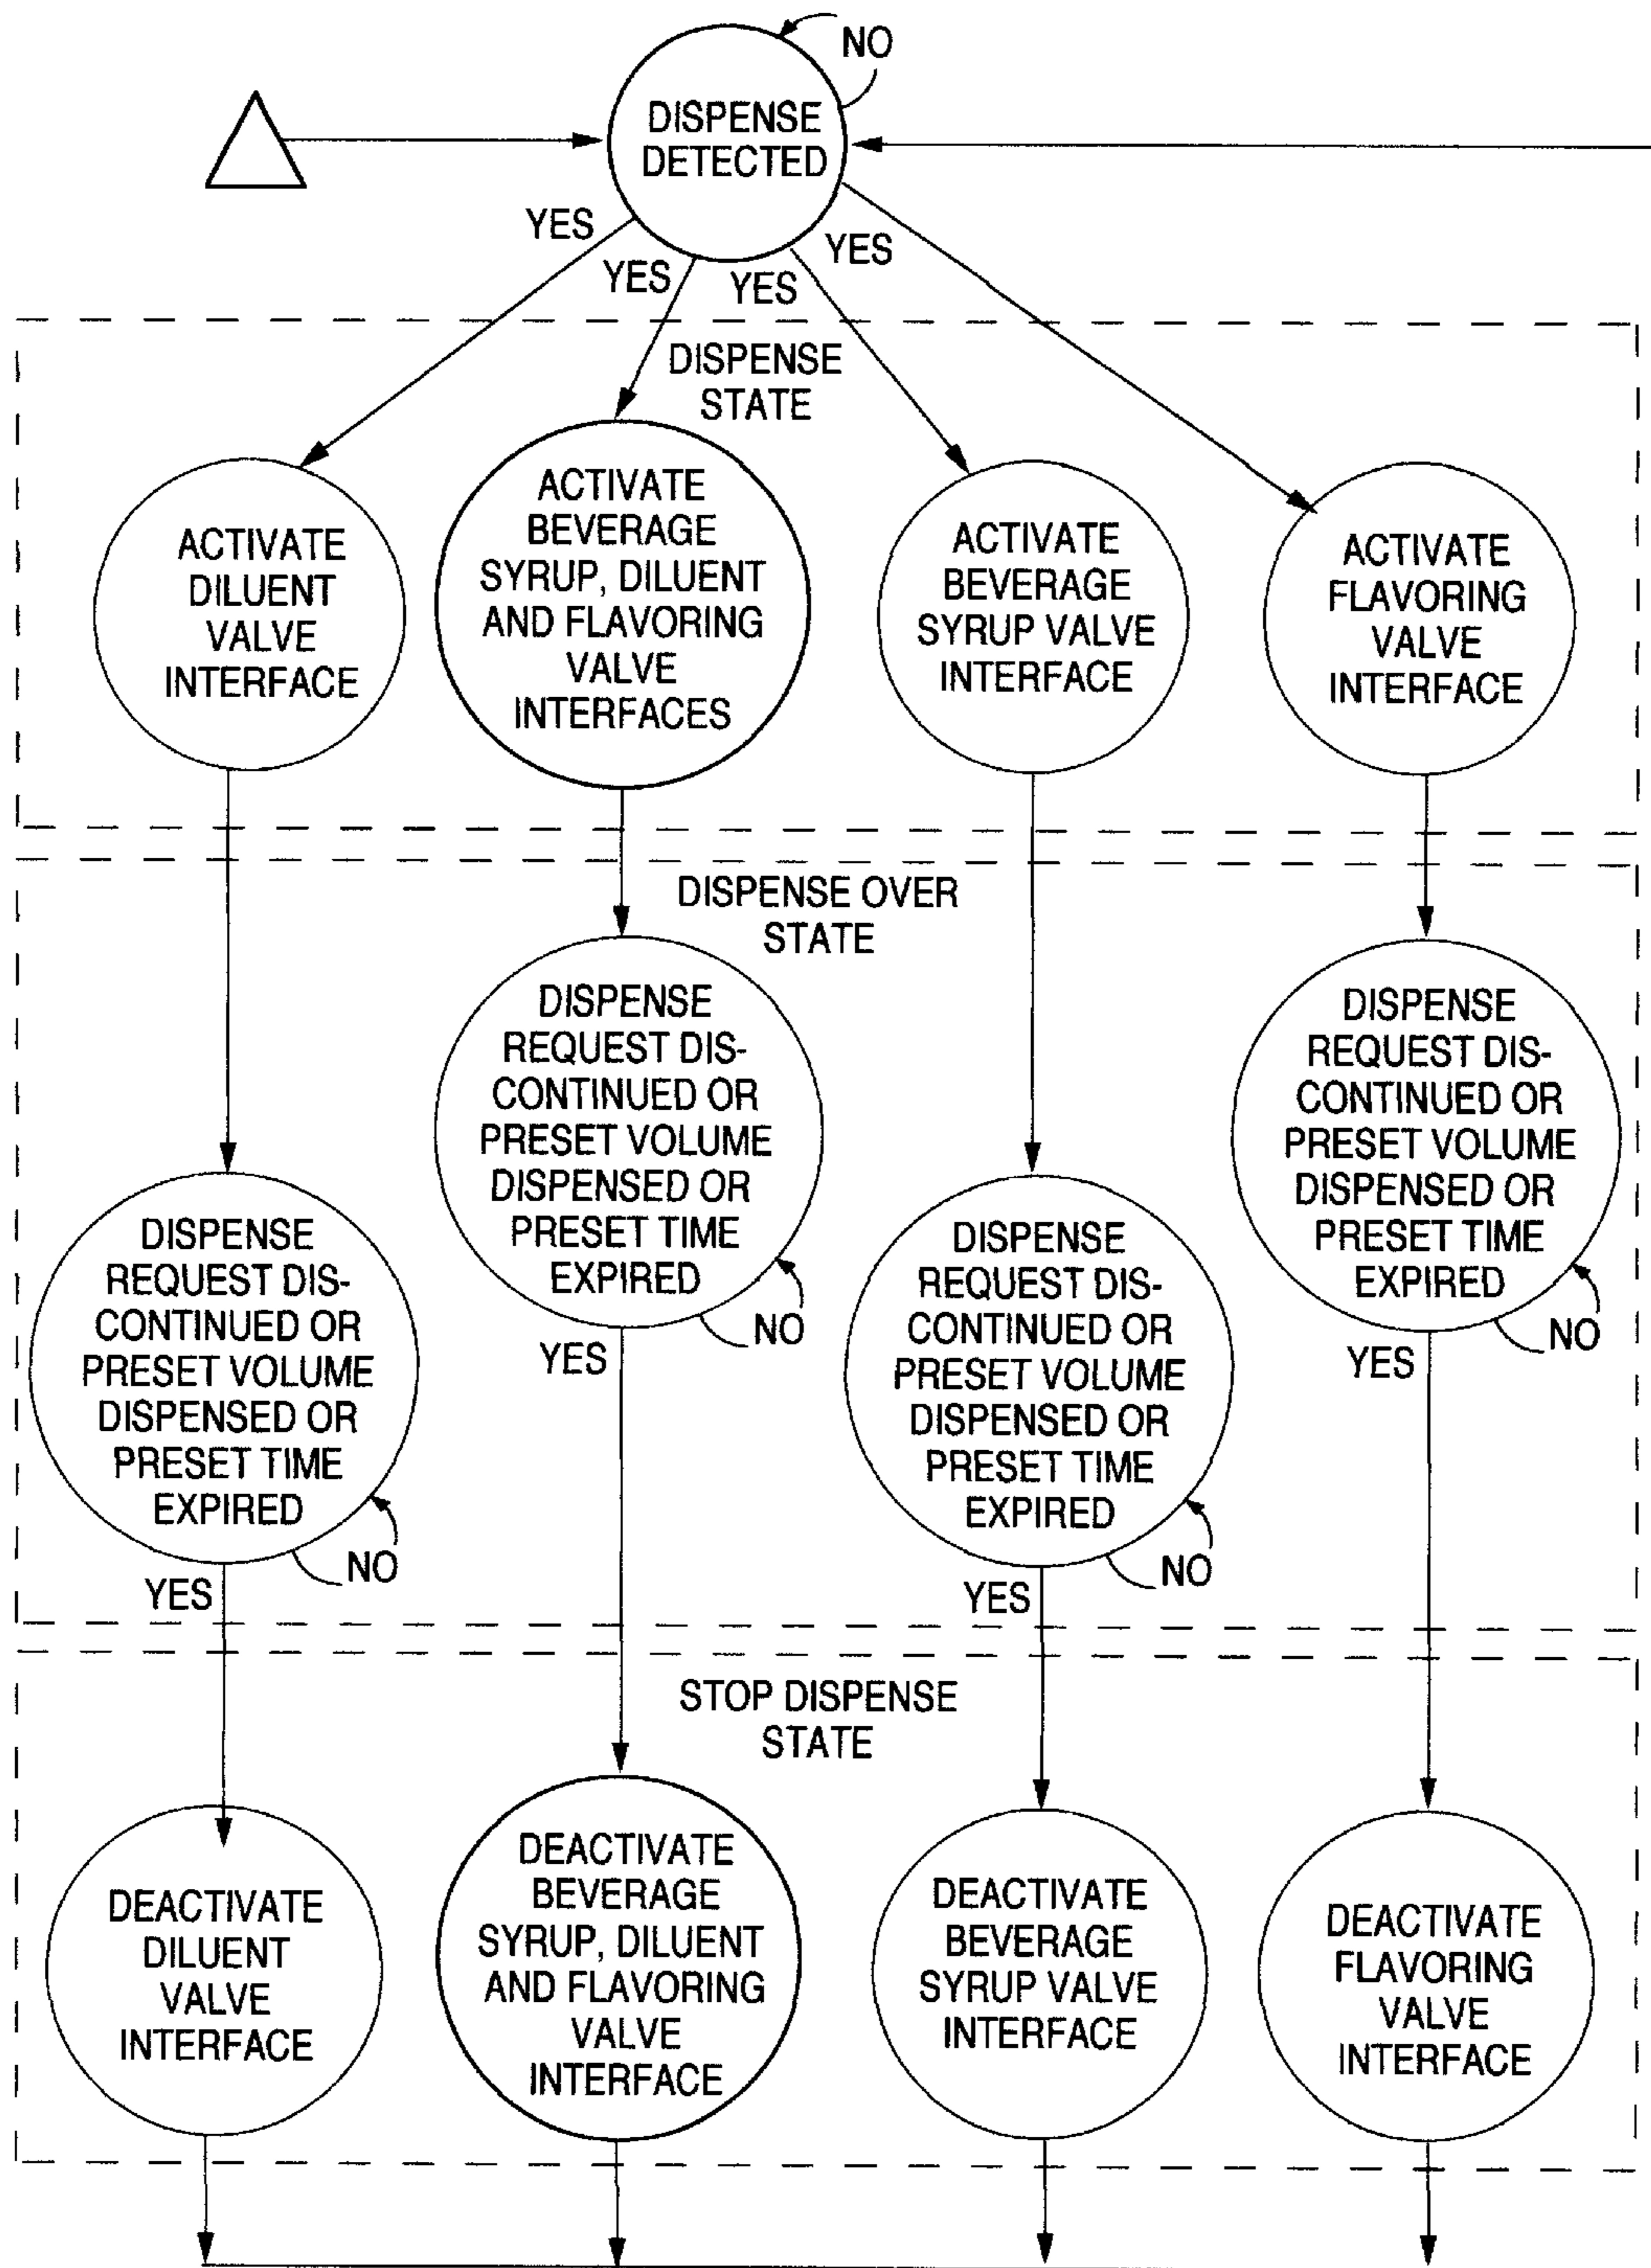 NO
DISPENSE
DETECTED
YES
YES
YES
YES
DISPENSE
STATE
ACTIVATE
DILUENT
VALVE
INTERFACE
ACTIVATE
BEVERAGE
SYRUP, DILUENT
AND FLAVORING
VALVE
INTERFACES
ACTIVATE
BEVERAGE
SYRUP VALVE
INTERFACE
ACTIVATE
FLAVORING
VALVE
INTERFACE
DISPENSE OVER
STATE
DISPENSE
REQUEST DIS-
CONTINUED OR
PRESET VOLUME
DISPENSED OR
PRESET TIME
EXPIRED
NO
YES
DISPENSE
REQUEST DIS-
CONTINUED OR
PRESET VOLUME
DISPENSED OR
PRESET TIME
EXPIRED
NO
YES
DISPENSE
REQUEST DIS-
CONTINUED OR
PRESET VOLUME
DISPENSED OR
PRESET TIME
EXPIRED
NO
YES
DISPENSE
REQUEST DIS-
CONTINUED OR
PRESET VOLUME
DISPENSED OR
PRESET TIME
EXPIRED
NO
YES
STOP DISPENSE
STATE
DEACTIVATE
DILUENT
VALVE
INTERFACE
DEACTIVATE
BEVERAGE
SYRUP, DILUENT
AND FLAVORING
VALVE
INTERFACE
DEACTIVATE
BEVERAGE
SYRUP VALVE
INTERFACE
DEACTIVATE
FLAVORING
VALVE
INTERFACE